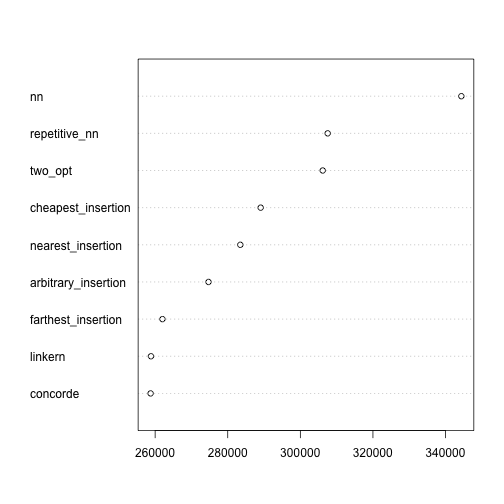 nn
repetitive_nn
two_opt
cheapest_insertion
nearest_insertion
arbitrary_insertion
farthest_insertion
linkern
concorde
260000 280000 300000 320000 340000